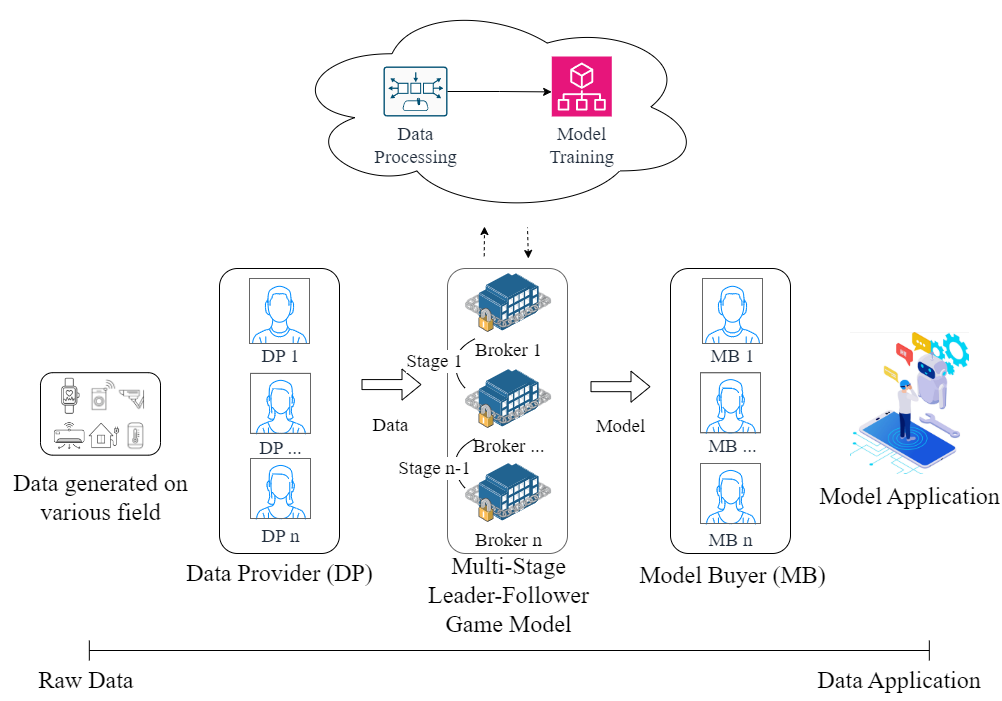 Data
Processing
Model
Training
DP 1
DP ...
DP n
Data
Stage 1
Stage n-1
Broker 1
Broker ...
Broker n
Model
MB 1
MB ...
MB n
Data generated on
various field
Data Provider (DP)
Multi-Stage
Leader-Follower
Game Model
Model Buyer (MB)
Model Application
Raw Data
Data Application